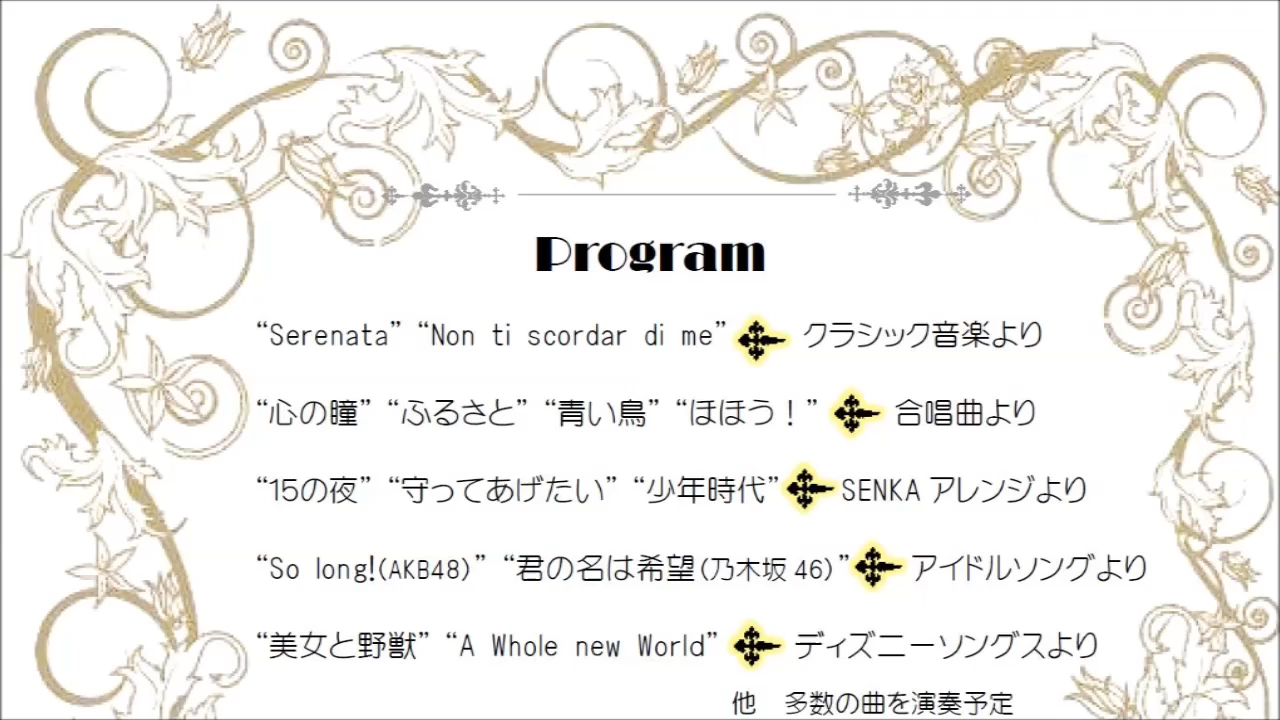 Program
“Serenata” “Non ti scordar di me” クラシック音楽より
“心の瞳” “ふるさと” “青い鳥” “ほほう！” 合唱曲より
“15の夜” “守ってあげたい” “少年時代” SENKA アレンジより
“So long!(AKB48)” “君の名は希望(乃木坂 46)” アイドルソングより
“美女と野獣” “A Whole new World” ディズニーソングスより
他　多数の曲を演奏予定